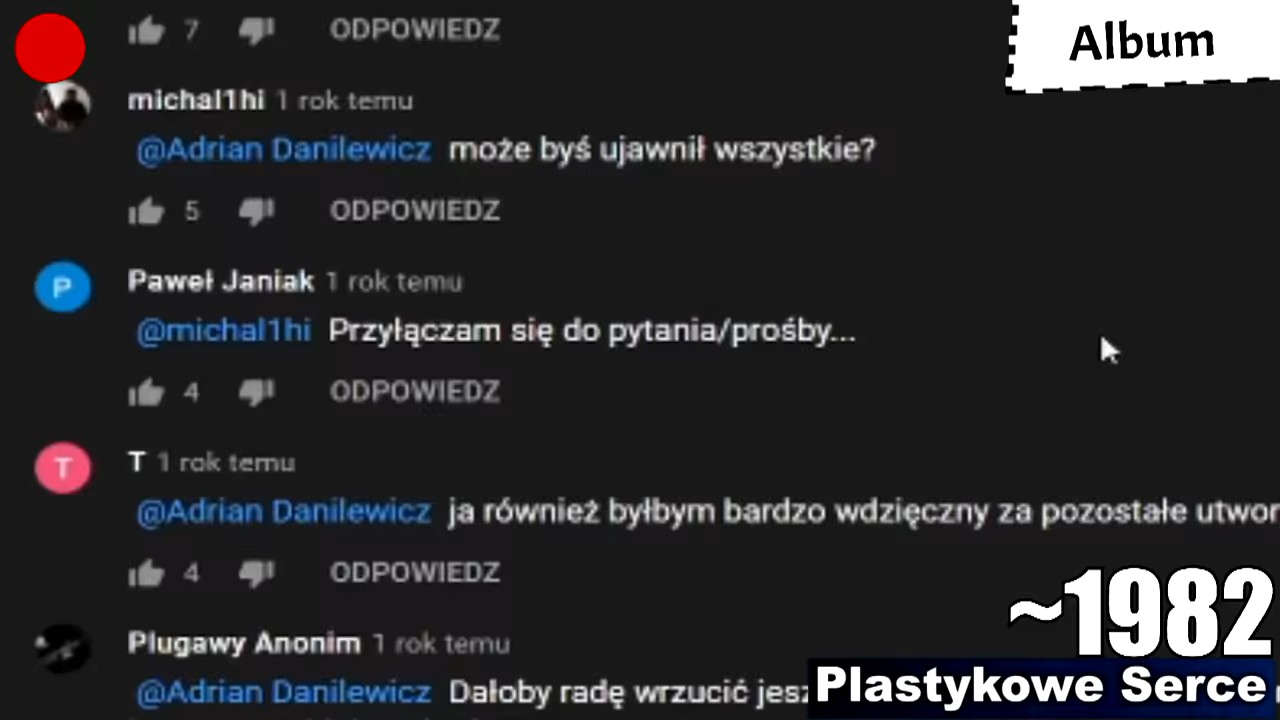 7 ODPOWIEDZ
Album
michal1hi 1 rok temu
@Adrian Danilewicz może byś ujawnił wszystkie?
5 ODPOWIEDZ
P
Paweł Janiak 1 rok temu
@michal1hi Przyłączam się do pytania/prośby...
4 ODPOWIEDZ
T
T 1 rok temu
@Adrian Danilewicz ja również byłbym bardzo wdzięczny za pozostałe utwor
4 ODPOWIEDZ
~1982
Plugawy Anonim 1 rok temu
@Adrian Danilewicz Dałoby radę wrzucić jesz
Plastykowe Serce